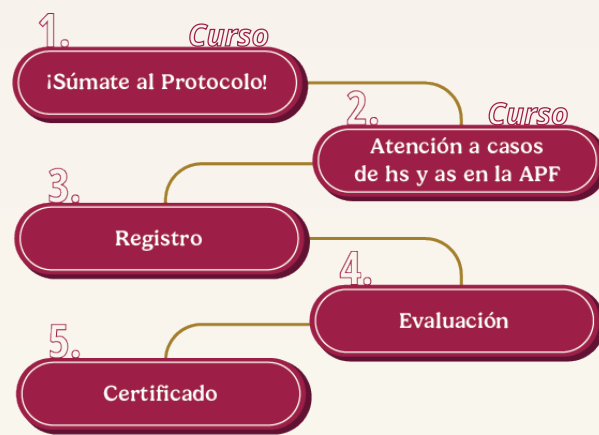 1.
Curso
¡Súmate al Protocolo!
2.
Curso
Atención a casos
de hs y as en la APF
3.
Registro
4.
Evaluación
5.
Certificado